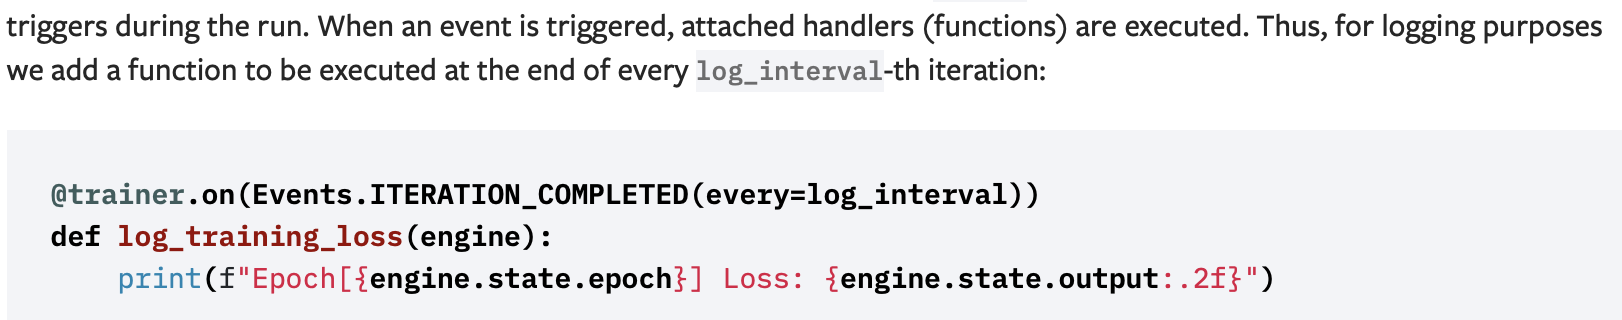 triggers during the run. When an event is triggered, attached handlers (functions) are executed. Thus, for logging purposes
we add a function to be executed at the end of every log_interval-th iteration:
@trainer.on(Events.ITERATION_COMPLETED(every=log_interval))
def log_training_loss(engine):
    print(f"Epoch[{engine.state.epoch}] Loss: {engine.state.output:.2f}")